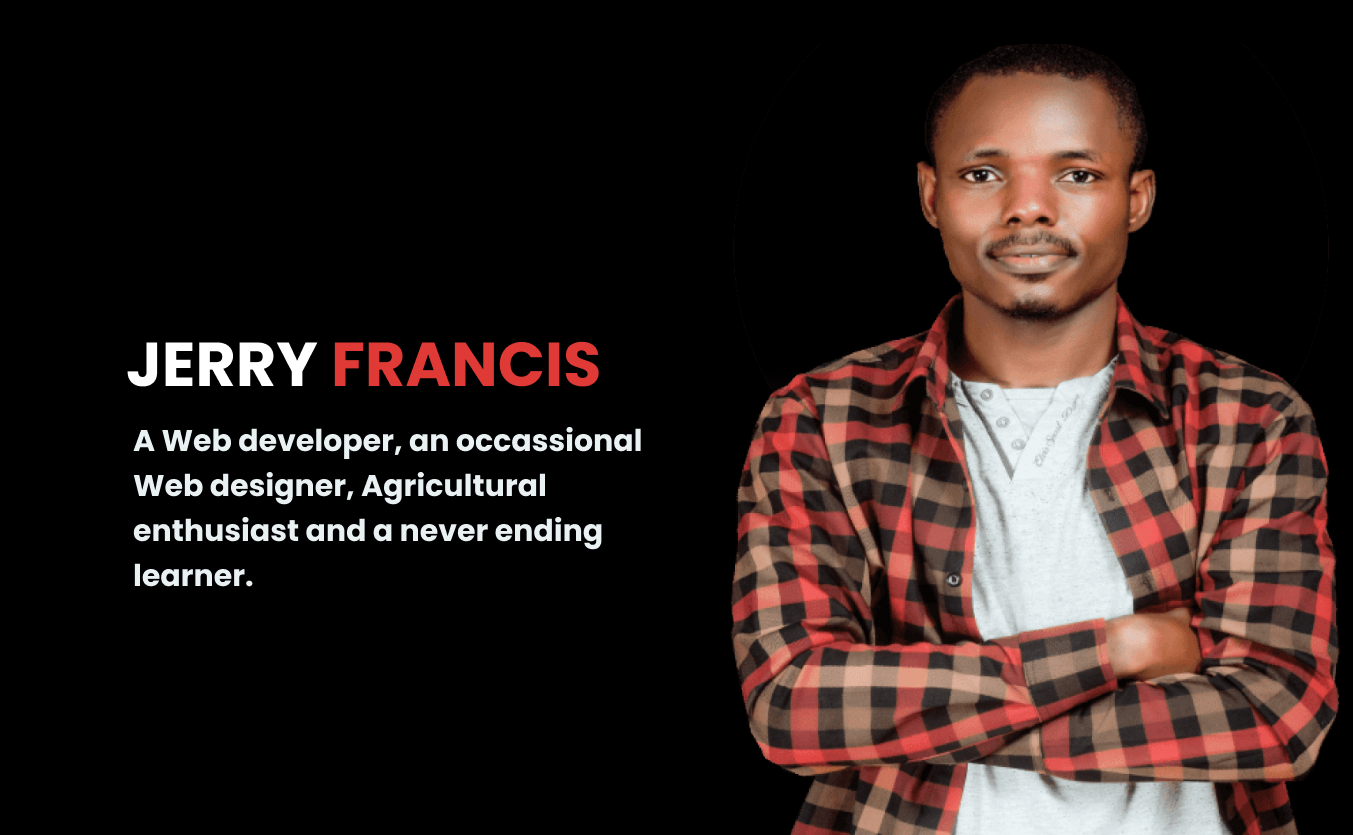 JERRY FRANCIS
A Web developer, an occassional
Web designer, Agricultural
enthusiast and a never ending
learner.